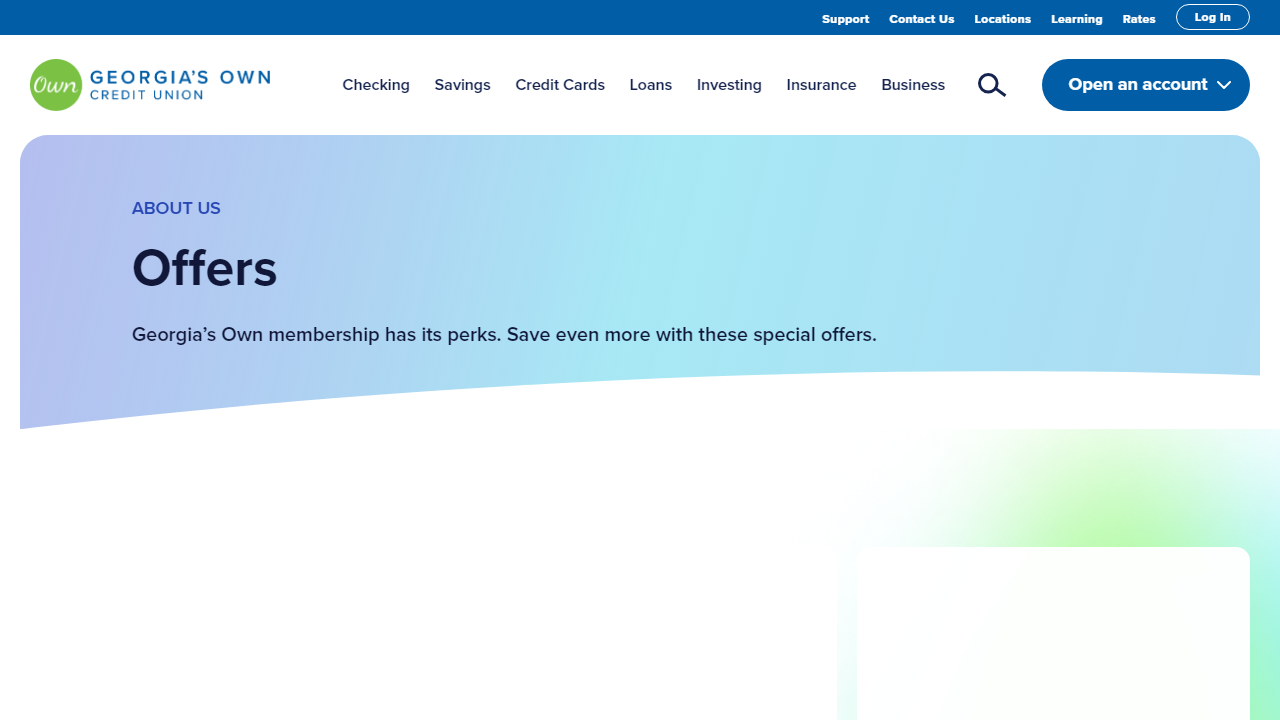 Support Contact Us Locations Learning Rates Log In
Own GEORGIA'S OWN
CREDIT UNION
Checking Savings Credit Cards Loans Investing Insurance Business Open an account
ABOUT US
Offers
Georgia’s Own membership has its perks. Save even more with these special offers.